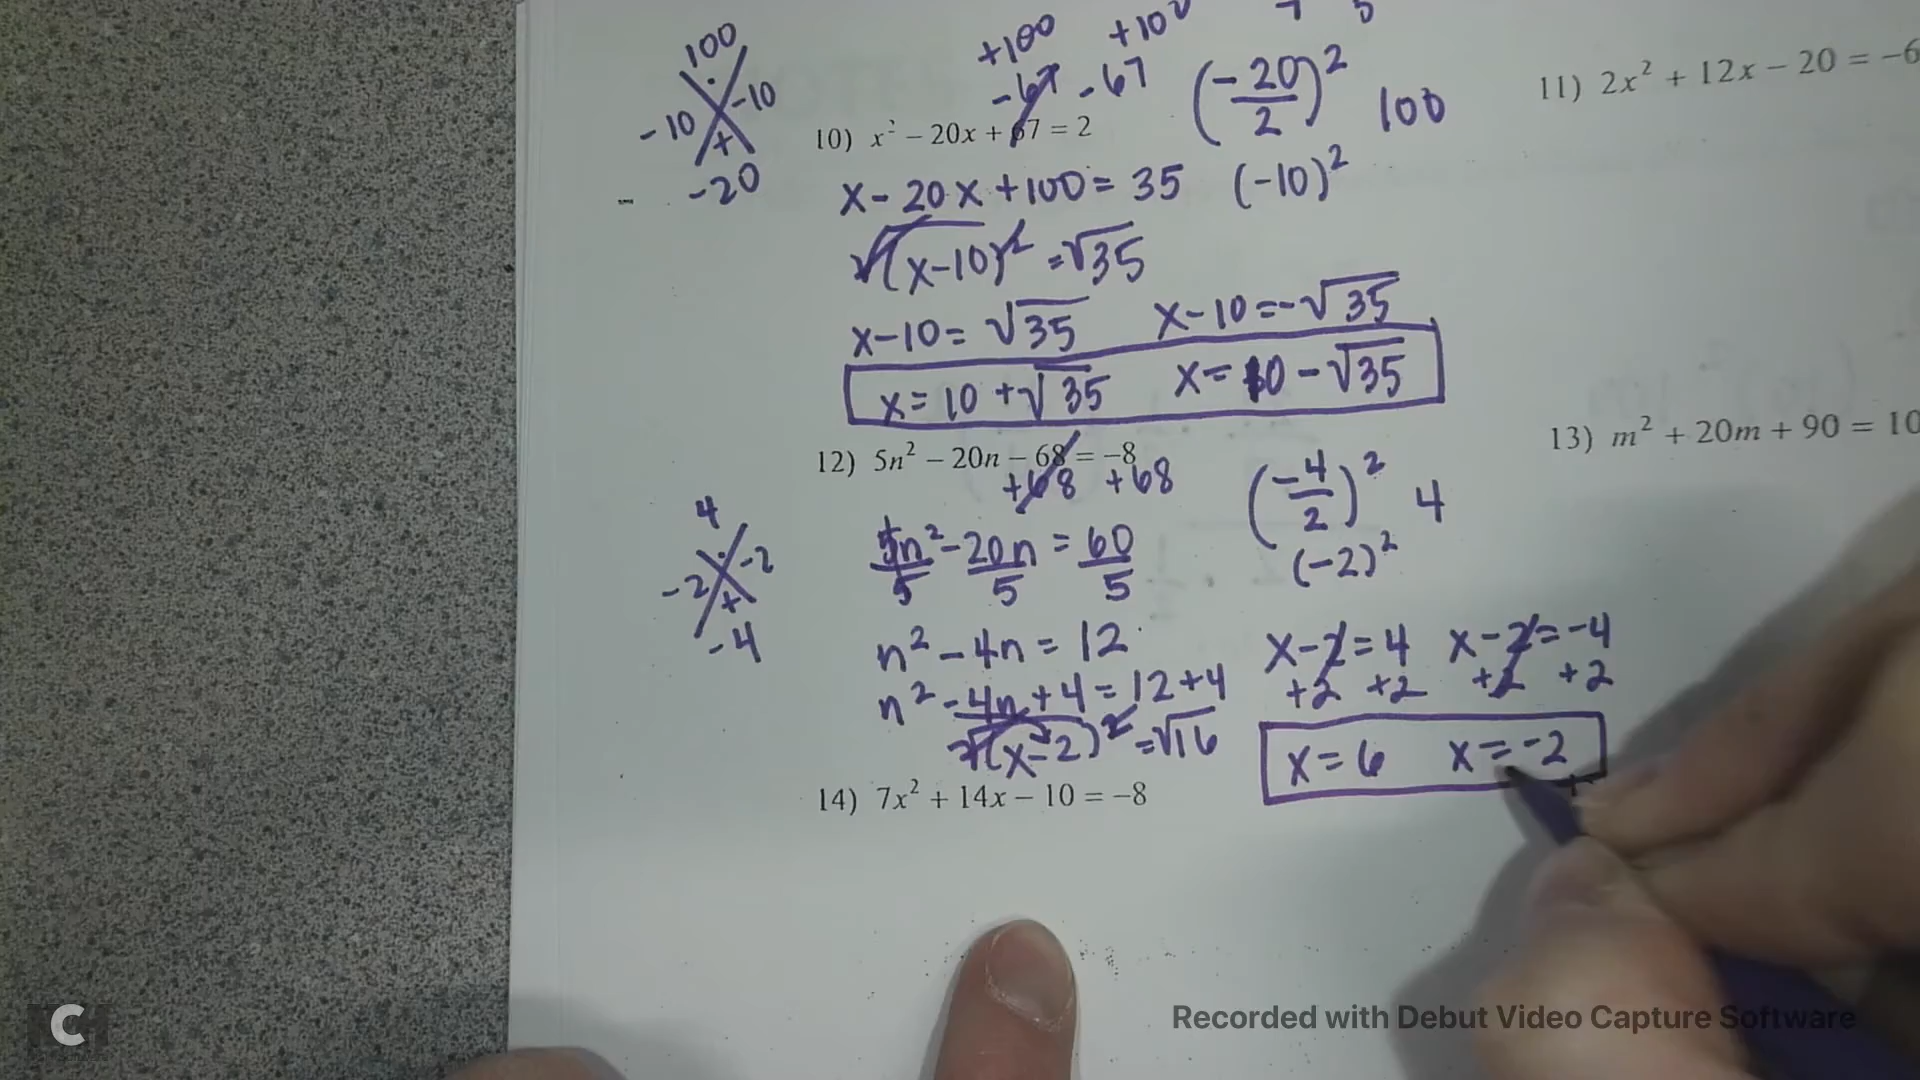 100
-10 -10
+
-20
+100 +100
-67 -67
10) x² − 20x + 67 = 2
(-20/2)² 100
x - 20x + 100 = 35 (-10)²
√(x-10)² = √35
x-10 = √35 x-10 = -√35
x = 10 + √35 x = 10 - √35
11) 2x² + 12x − 20 = −6
12) 5n² − 20n − 68 = −8
+68 +68
(-4/2)² 4
4
-2 -2
+
-4
5n²/5 - 20n/5 = 60/5 (-2)²
n² - 4n = 12
n² - 4n + 4 = 12 + 4
√(x-2)² = √16
x-2 = 4 x-2 = -4
+2 +2 +2 +2
x = 6 x = -2
13) m² + 20m + 90 = 10
14) 7x² + 14x − 10 = −8
Recorded with Debut Video Capture Software